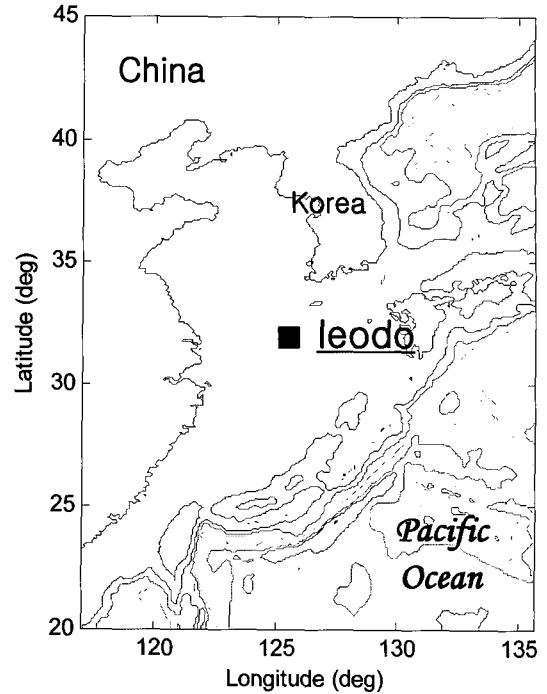 45
China
40
Korea
35
Latitude (deg)
Ieodo
30
25
Pacific
Ocean
20
120
125
130
135
Longitude (deg)